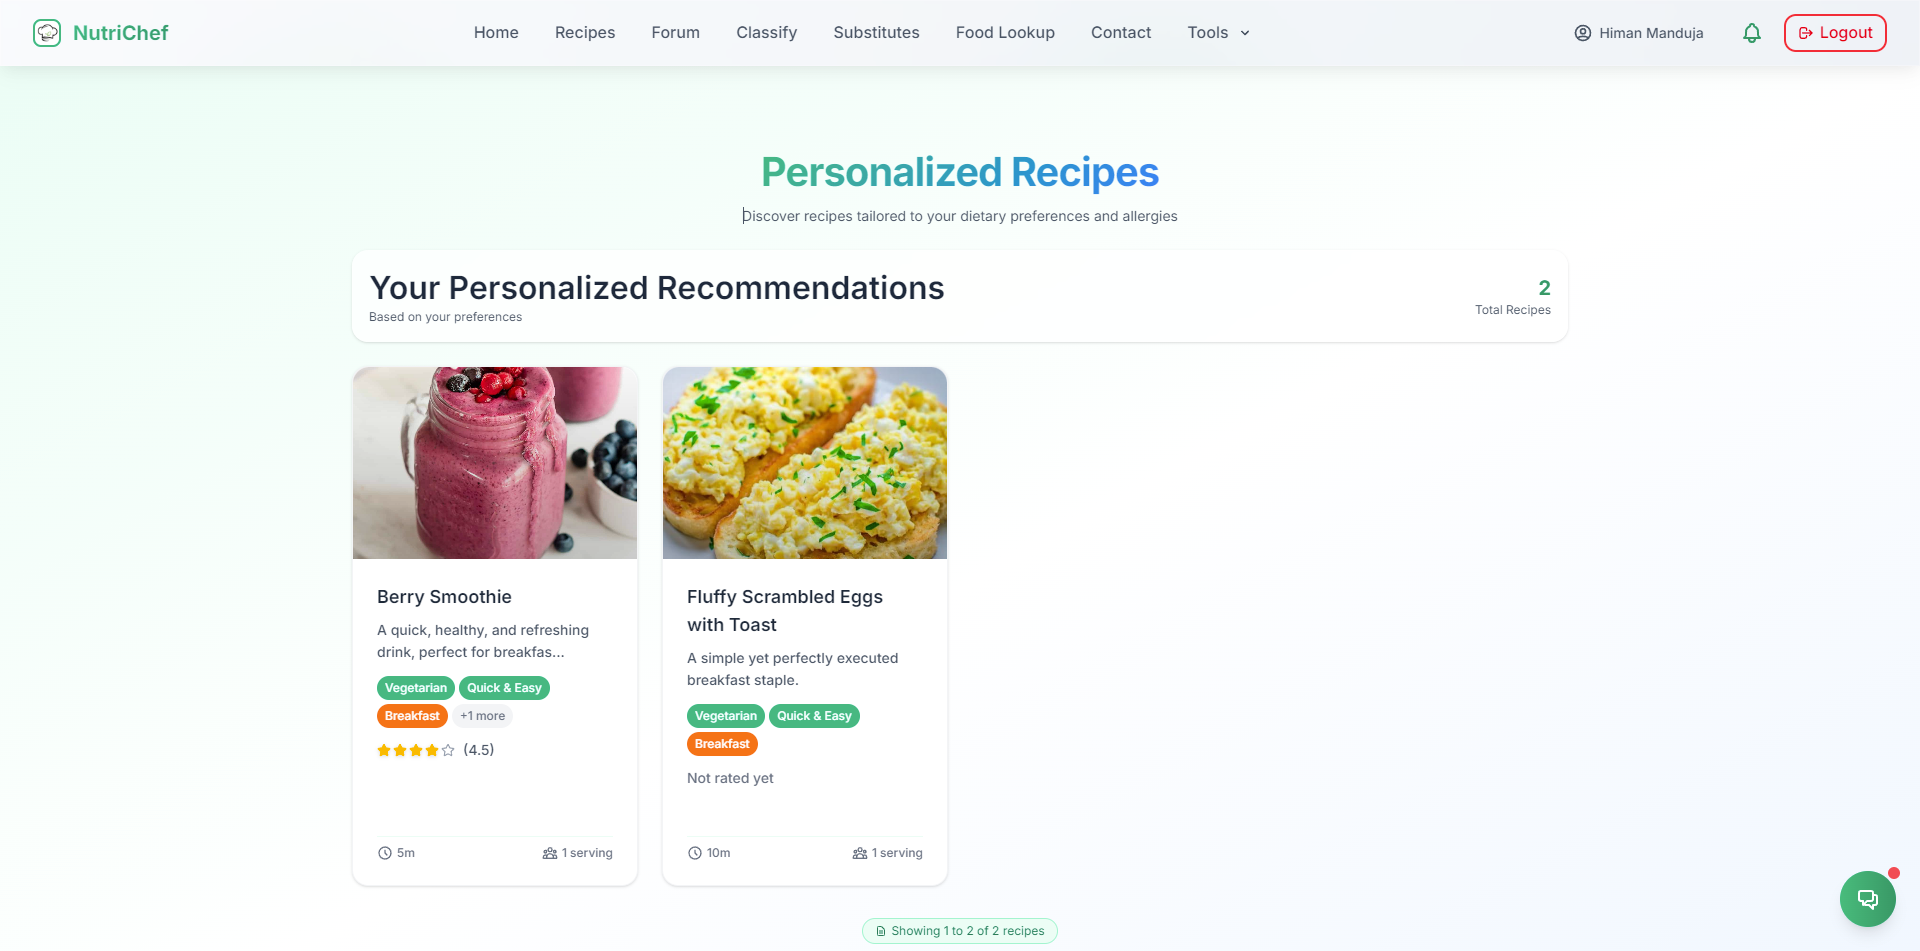 NutriChef
Home Recipes Forum Classify Substitutes Food Lookup Contact Tools
Himan Manduja
Logout
Personalized Recipes
Discover recipes tailored to your dietary preferences and allergies
Your Personalized Recommendations
Based on your preferences
2
Total Recipes
Berry Smoothie
A quick, healthy, and refreshing
drink, perfect for breakfas...
Vegetarian Quick & Easy
Breakfast +1 more
(4.5)
5m 1 serving
Fluffy Scrambled Eggs
with Toast
A simple yet perfectly executed
breakfast staple.
Vegetarian Quick & Easy
Breakfast
Not rated yet
10m 1 serving
Showing 1 to 2 of 2 recipes